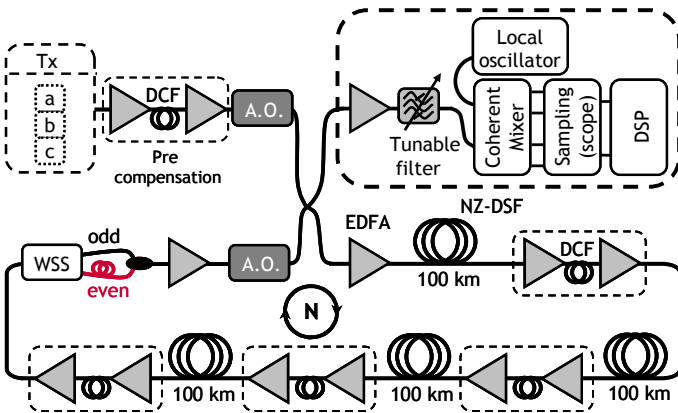 Tx
a
b
c
DCF
Pre
compensation
A.O.
Local
oscillator
Tunable
filter
Coherent
Mixer
Sampling
(scope)
DSP
WSS
odd
even
A.O.
EDFA
NZ-DSF
100 km
DCF
N
100 km
100 km
100 km